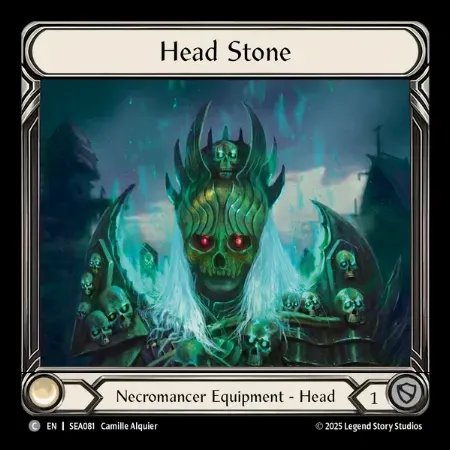 Head Stone
Necromancer Equipment - Head
1
C EN | SEA081 Camille Alquier © 2025 Legend Story Studios